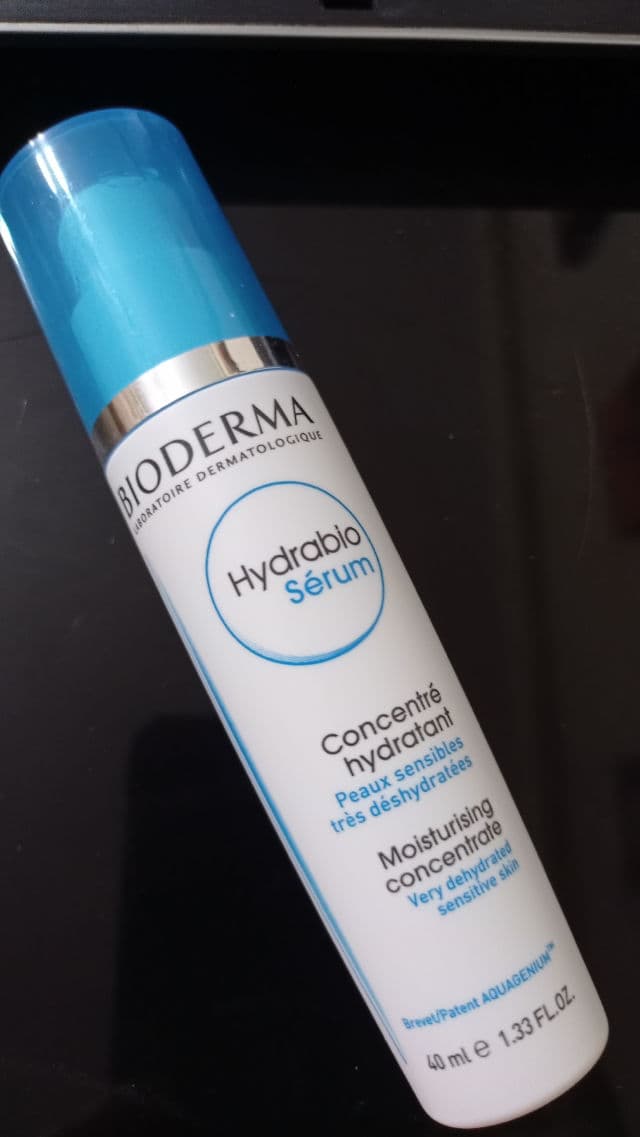 BIODERMA
LABORATOIRE DERMATOLOGIQUE
Hydrabio
Sérum
Concentré
hydratant
Peaux sensibles
très déshydratées
Moisturising
concentrate
Very dehydrated
sensitive skin
Brevet/Patent AQUAGENIUM™
40 ml e 1.33 FL.OZ.